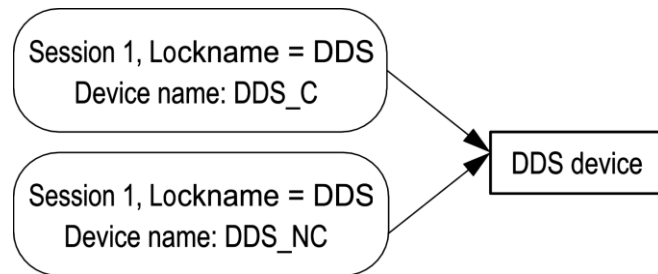 Session 1, Lockname = DDS
Device name: DDS_C
DDS device
Session 1, Lockname = DDS
Device name: DDS_NC